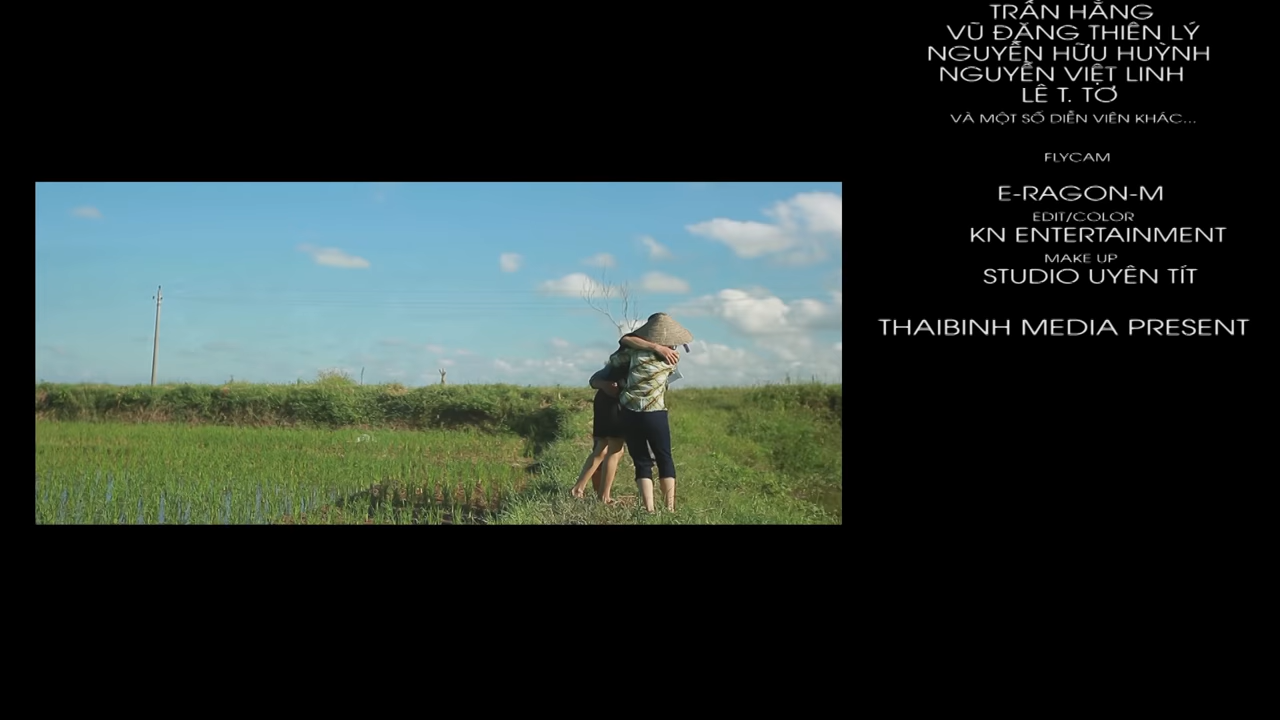 TRẦN HẰNG
VŨ ĐẶNG THIÊN LÝ
NGUYỄN HỮU HUỲNH
NGUYỄN VIỆT LINH
LÊ T. TƠ
VÀ MỘT SỐ DIỄN VIÊN KHÁC...
FLYCAM
E-RAGON-M
EDIT/COLOR
KN ENTERTAINMENT
MAKE UP
STUDIO UYÊN TÍT
THAIBINH MEDIA PRESENT